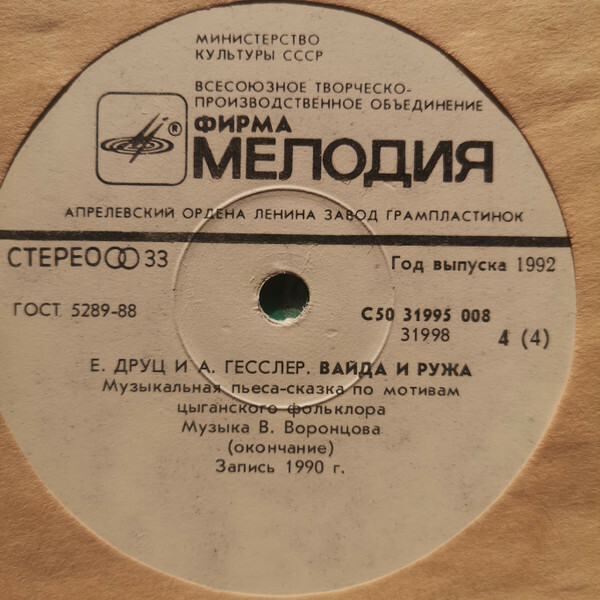 МИНИСТЕРСТВО
КУЛЬТУРЫ СССР
ВСЕСОЮЗНОЕ ТВОРЧЕСКО-
-ПРОИЗВОДСТВЕННОЕ ОБЪЕДИНЕНИЕ
®
ФИРМА
МЕЛОДИЯ
АПРЕЛЕВСКИЙ ОРДЕНА ЛЕНИНА ЗАВОД ГРАМПЛАСТИНОК
СТЕРЕО 33
Год выпуска 1992
ГОСТ 5289-88
С50 31995 008
31998
4 (4)
Е. ДРУЦ И А. ГЕССЛЕР. ВАЙДА И РУЖА
Музыкальная пьеса-сказка по мотивам
цыганского фольклора
Музыка В. Воронцова
(окончание)
Запись 1990 г.